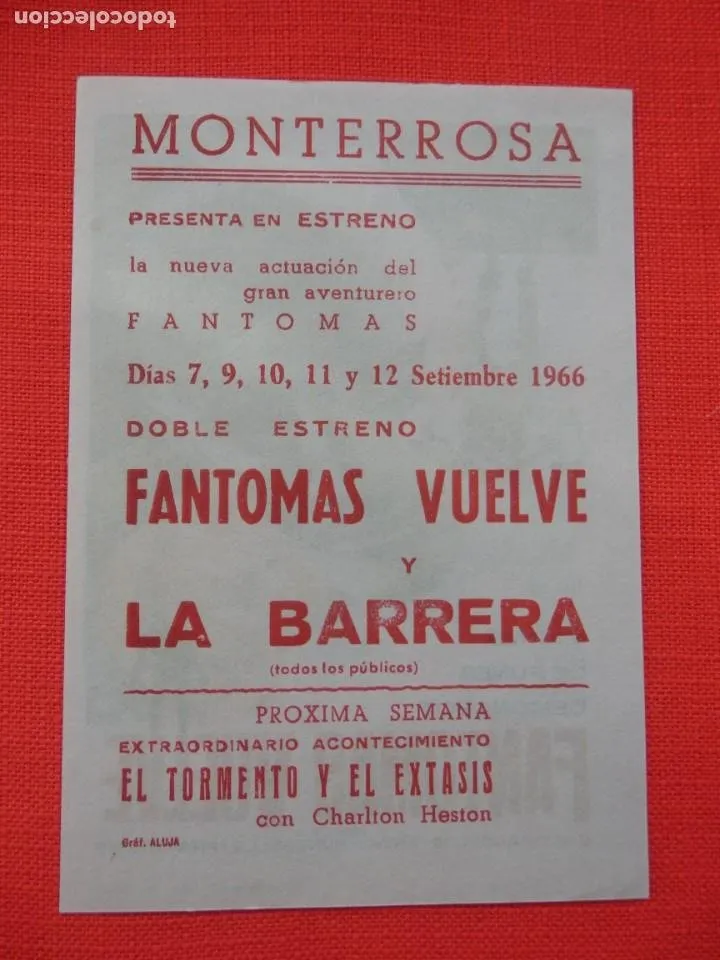 todocoleccion
MONTERROSA
PRESENTA EN ESTRENO
la nueva actuación del
gran aventurero
FANTOMAS
Días 7, 9, 10, 11 y 12 Setiembre 1966
DOBLE ESTRENO
FANTOMAS VUELVE
Y
LA BARRERA
(todos los públicos)
PROXIMA SEMANA
EXTRAORDINARIO ACONTECIMIENTO
EL TORMENTO Y EL EXTASIS
con Charlton Heston
Gráf. ALUJA